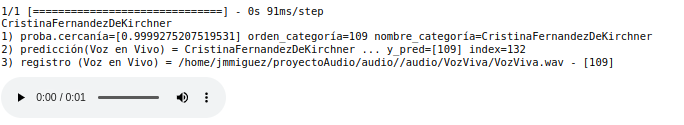 1/1 [==============================] - 0s 91ms/step
CristinaFernandezDeKirchner
1) proba.cercanía=[0.9999275207519531] orden_categoría=109 nombre_categoría=CristinaFernandezDeKirchner
2) predicción(Voz en Vivo) = CristinaFernandezDeKirchner ... y_pred=[109] index=132
3) registro (Voz en Vivo) = /home/jmmiguez/proyectoAudio/audio//audio/VozViva/VozViva.wav - [109]
0:00 / 0:01